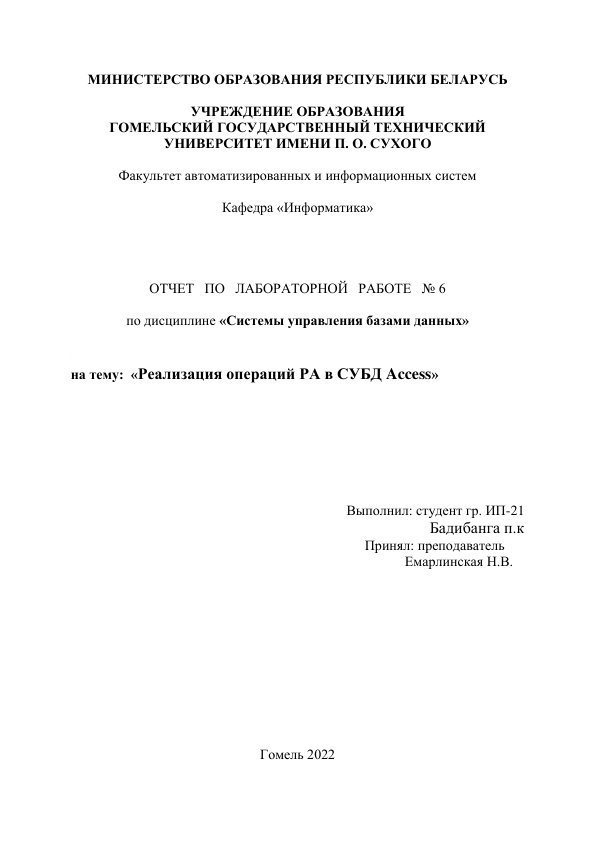 МИНИСТЕРСТВО ОБРАЗОВАНИЯ РЕСПУБЛИКИ БЕЛАРУСЬ
УЧРЕЖДЕНИЕ ОБРАЗОВАНИЯ
ГОМЕЛЬСКИЙ ГОСУДАРСТВЕННЫЙ ТЕХНИЧЕСКИЙ
УНИВЕРСИТЕТ ИМЕНИ П. О. СУХОГО
Факультет автоматизированных и информационных систем
Кафедра «Информатика»
ОТЧЕТ ПО ЛАБОРАТОРНОЙ РАБОТЕ № 6
по дисциплине «Системы управления базами данных»
на тему: «Реализация операций РА в СУБД Access»
Выполнил: студент гр. ИП-21
Бадибанга п.к
Принял: преподаватель
Емарлинская Н.В.
Гомель 2022